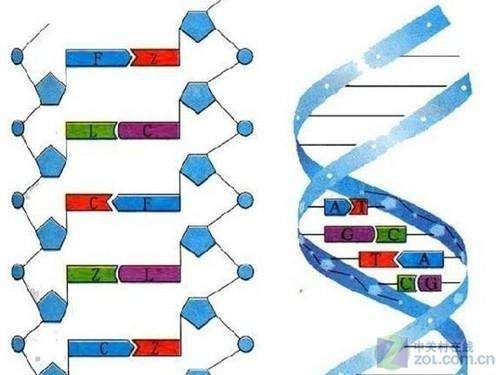 F Z
L C
C F
Z L
C Z
A T
G C
T A
C G
Z 中关村在线
zol.com.cn